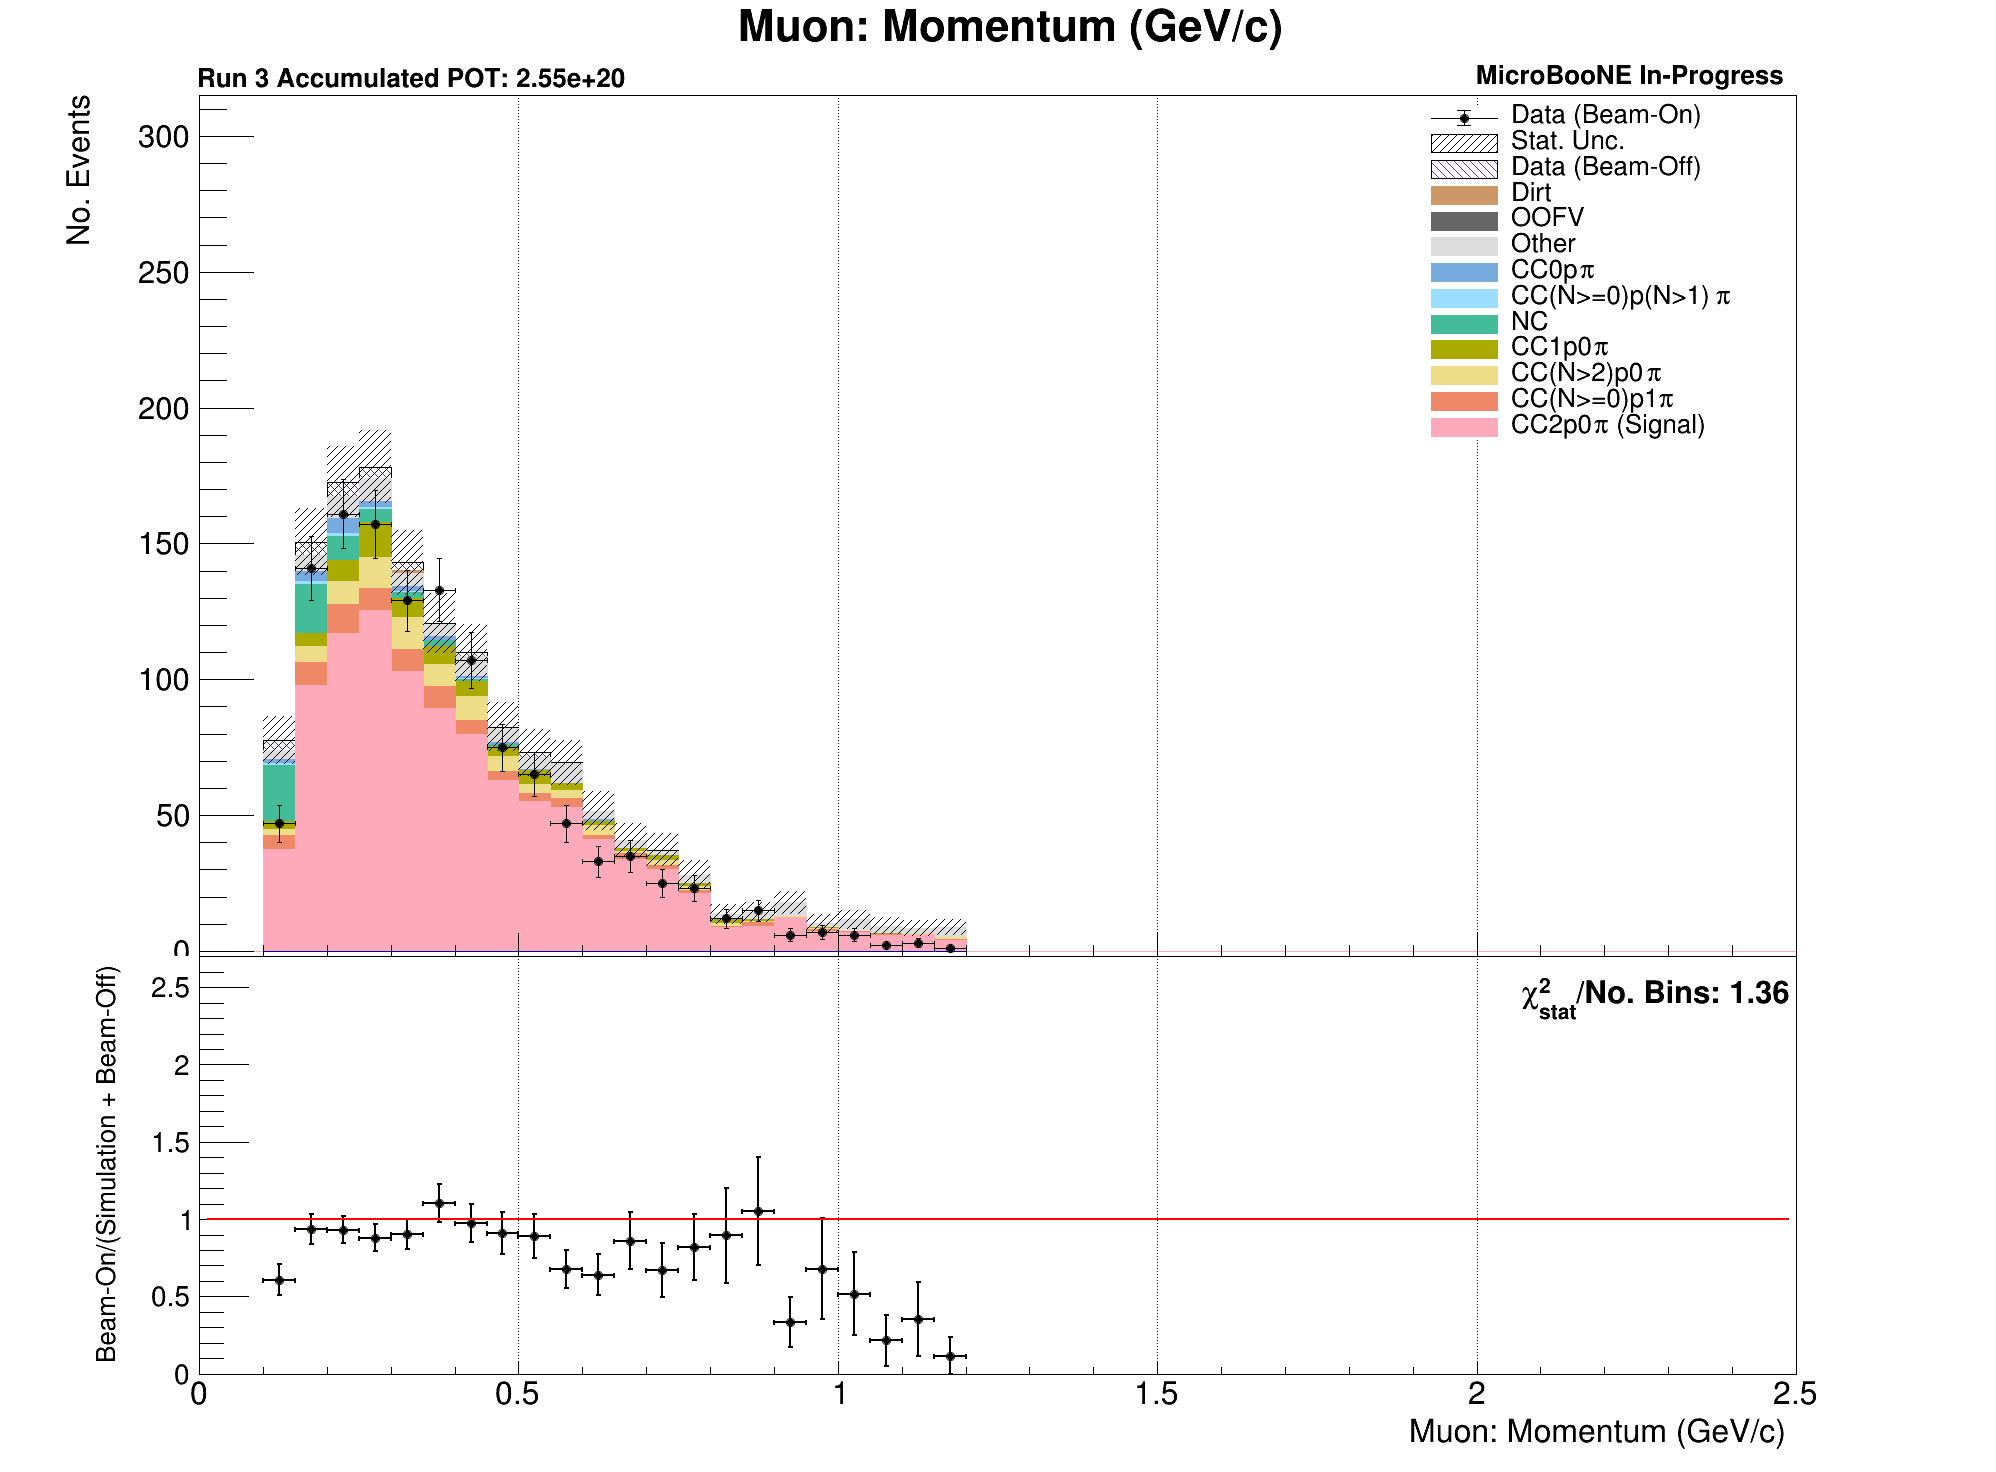 Muon: Momentum (GeV/c)
Run 3 Accumulated POT: 2.55e+20
MicroBooNE In-Progress
No. Events
300
250
200
150
100
50
0
Data (Beam-On)
Stat. Unc.
Data (Beam-Off)
Dirt
OOFV
Other
CC0pπ
CC(N>=0)p(N>1) π
NC
CC1p0π
CC(N>2)p0π
CC(N>=0)p1π
CC2p0π (Signal)
Beam-On/(Simulation + Beam-Off)
2.5
2
1.5
1
0.5
0
χ²stat/No. Bins: 1.36
0 0.5 1 1.5 2 2.5
Muon: Momentum (GeV/c)